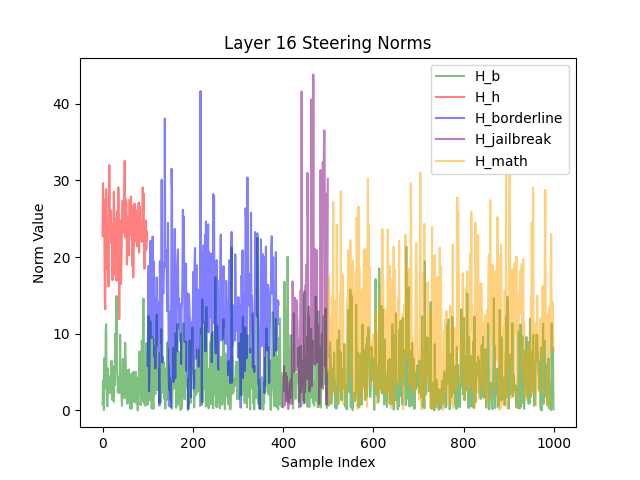 Layer 16 Steering Norms
H_b
H_h
H_borderline
H_jailbreak
H_math
40
30
20
10
0
Norm Value
0
200
400
600
800
1000
Sample Index